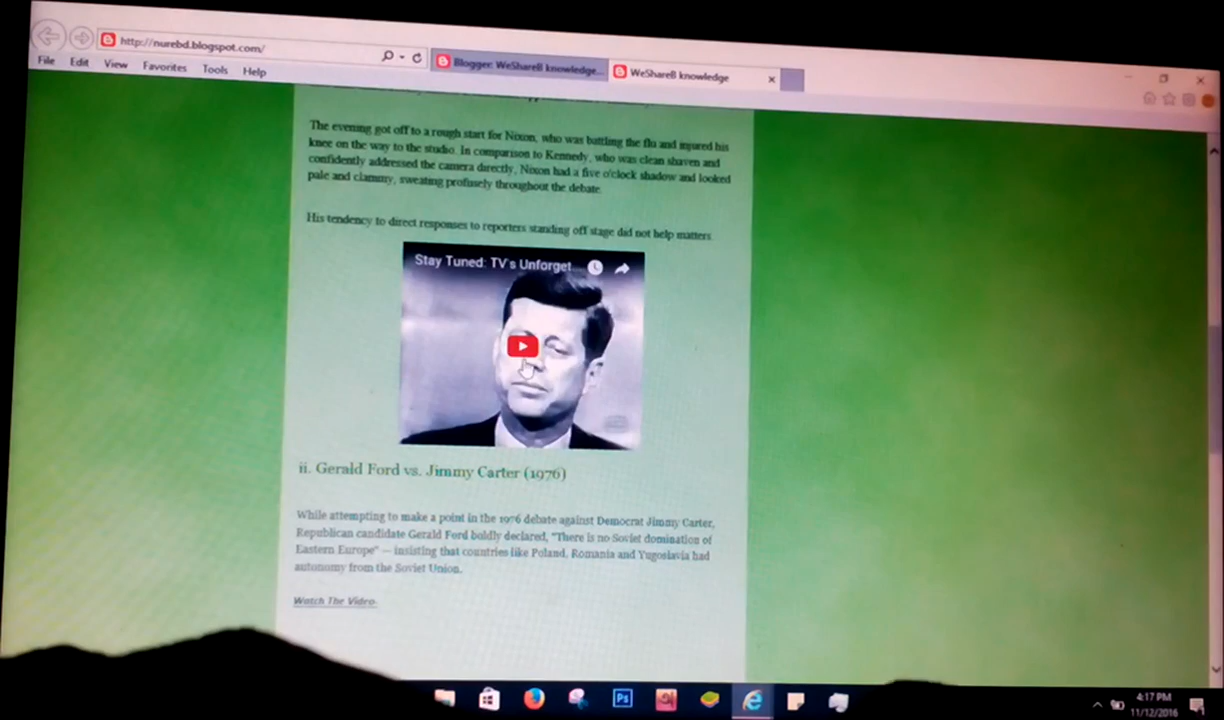 http://nurebd.blogspot.com/
Blogger: WeShareB knowledge...
WeShareB knowledge
File Edit View Favorites Tools Help
The evening got off to a rough start for Nixon, who was battling the flu and injured his
knee on the way to the studio. In comparison to Kennedy, who was clean shaven and
confidently addressed the camera directly, Nixon had a five o'clock shadow and looked
pale and clammy, sweating profusely throughout the debate.
His tendency to direct responses to reporters standing off stage did not help matters.
Stay Tuned: TV's Unforget...
ii. Gerald Ford vs. Jimmy Carter (1976)
While attempting to make a point in the 1976 debate against Democrat Jimmy Carter,
Republican candidate Gerald Ford boldly declared, "There is no Soviet domination of
Eastern Europe" — insisting that countries like Poland, Romania and Yugoslavia had
autonomy from the Soviet Union.
Watch The Video
Ps
4:17 PM
11/12/2016